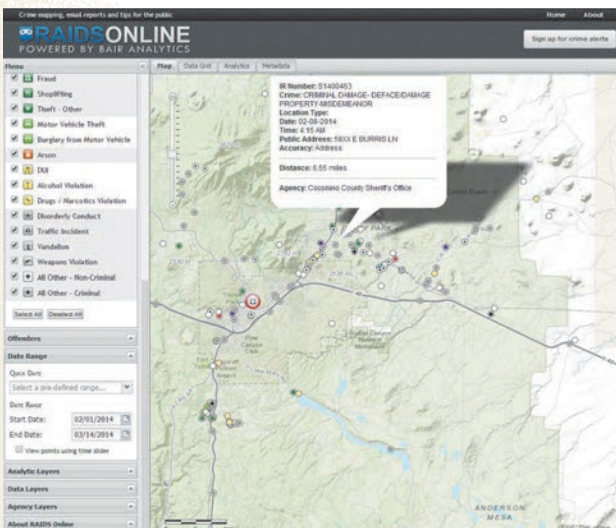 Crime mapping, email reports and tips for the public
Home About
RAIDSONLINE
POWERED BY BAIR ANALYTICS
Sign up for crime alerts
Menu
Map Data Grid Analytics Metadata
Fraud
Shoplifting
Theft - Other
Motor Vehicle Theft
Burglary from Motor Vehicle
Arson
DUI
Alcohol Violation
Drugs / Narcotics Violation
Disorderly Conduct
Traffic Incident
Vandalism
Weapons Violation
All Other - Non-Criminal
All Other - Criminal
Select All Deselect All
Offenders
Date Range
Quick Date
Select a pre-defined range...
Date Range
Start Date: 02/01/2014
End Date: 03/14/2014
View points using time slider
Analytic Layers
Data Layers
Agency Layers
About RAIDS Online
IR Number: S1400463
Crime: CRIMINAL DAMAGE- DEFACE/DAMAGE
PROPERTY-MISDEMEANOR
Location Type:
Date: 02-08-2014
Time: 4:15 AM
Public Address: 58XX E BURRIS LN
Accuracy: Address
Distance: 6.55 miles
Agency: Coconino County Sheriff's Office
PARK
Pine
Canyon
Club
Airport
ANDERSON
MESA